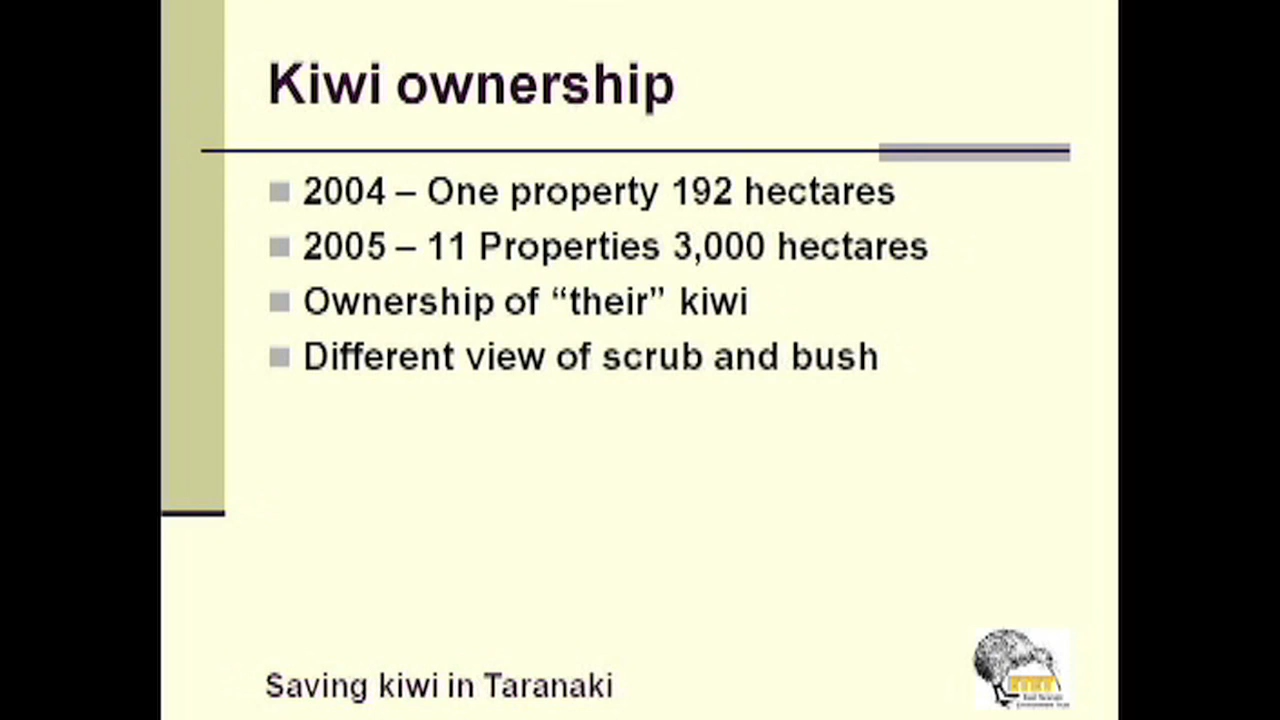 Kiwi ownership
2004 – One property 192 hectares
2005 – 11 Properties 3,000 hectares
Ownership of “their” kiwi
Different view of scrub and bush
Saving kiwi in Taranaki